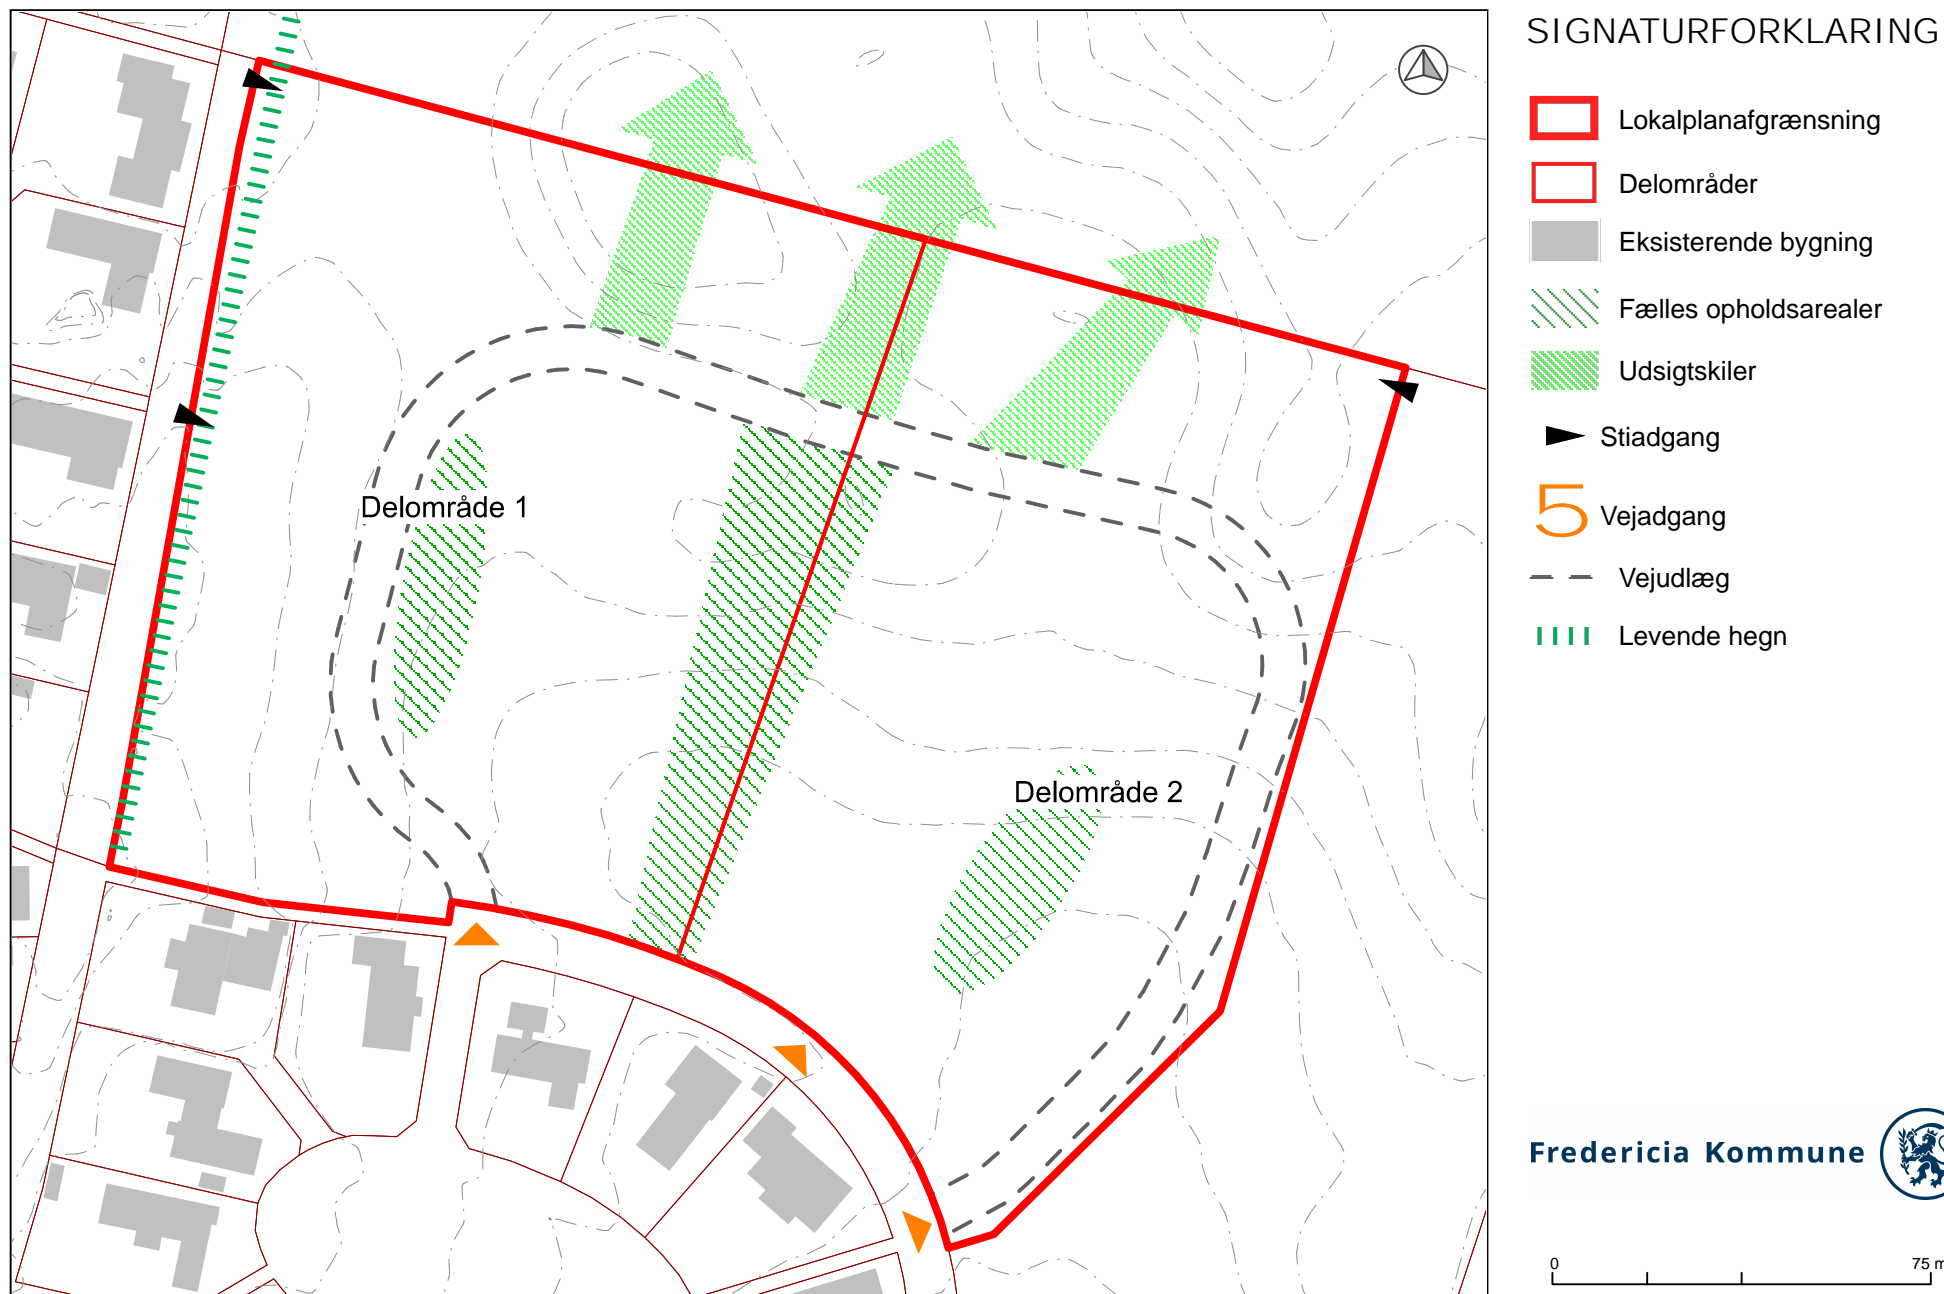 SIGNATURFORKLARING
Lokalplanafgrænsning
Delområder
Eksisterende bygning
Fælles opholdsarealer
Udsigtskiler
Stiadgang
5 Vejadgang
Vejudlæg
Levende hegn
Delområde 1
Delområde 2
Fredericia Kommune
0 75 m